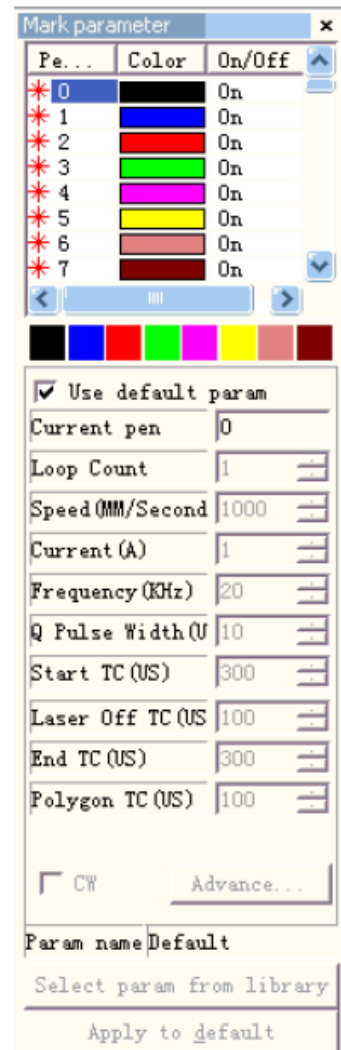 Mark parameter ×
Pe... Color On/Off
0 On
1 On
2 On
3 On
4 On
5 On
6 On
7 On
Use default param
Current pen 0
Loop Count 1
Speed(MM/Second 1000
Current(A) 1
Frequency(KHz) 20
Q Pulse Width(U 10
Start TC(US) 300
Laser Off TC(US 100
End TC(US) 300
Polygon TC(US) 100
CW Advance...
Param name Default
Select param from library
Apply to default